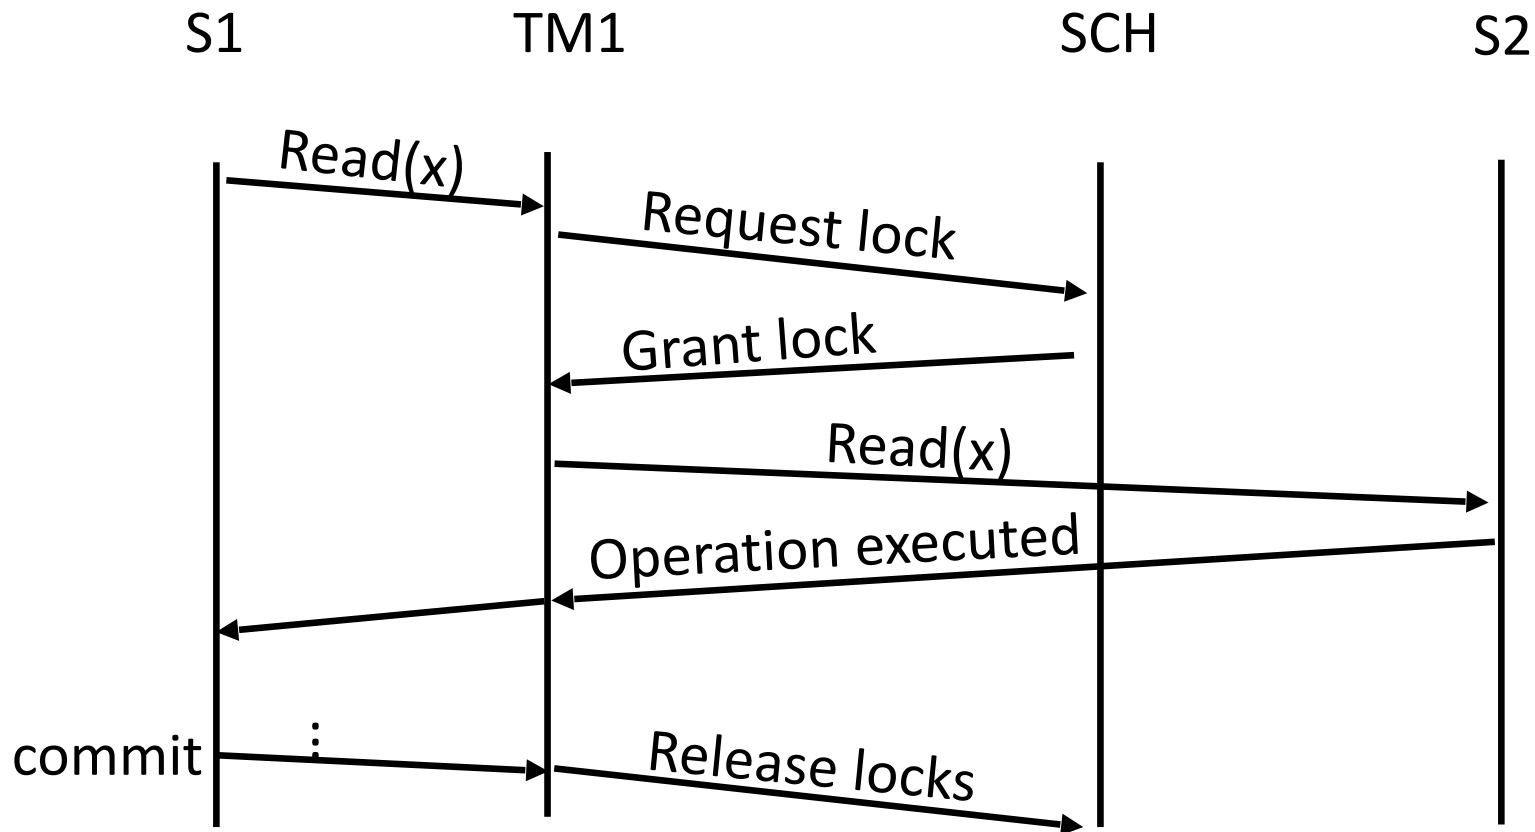 S1 TM1 SCH S2
Read(x)
Request lock
Grant lock
Read(x)
Operation executed
⋮
commit
Release locks